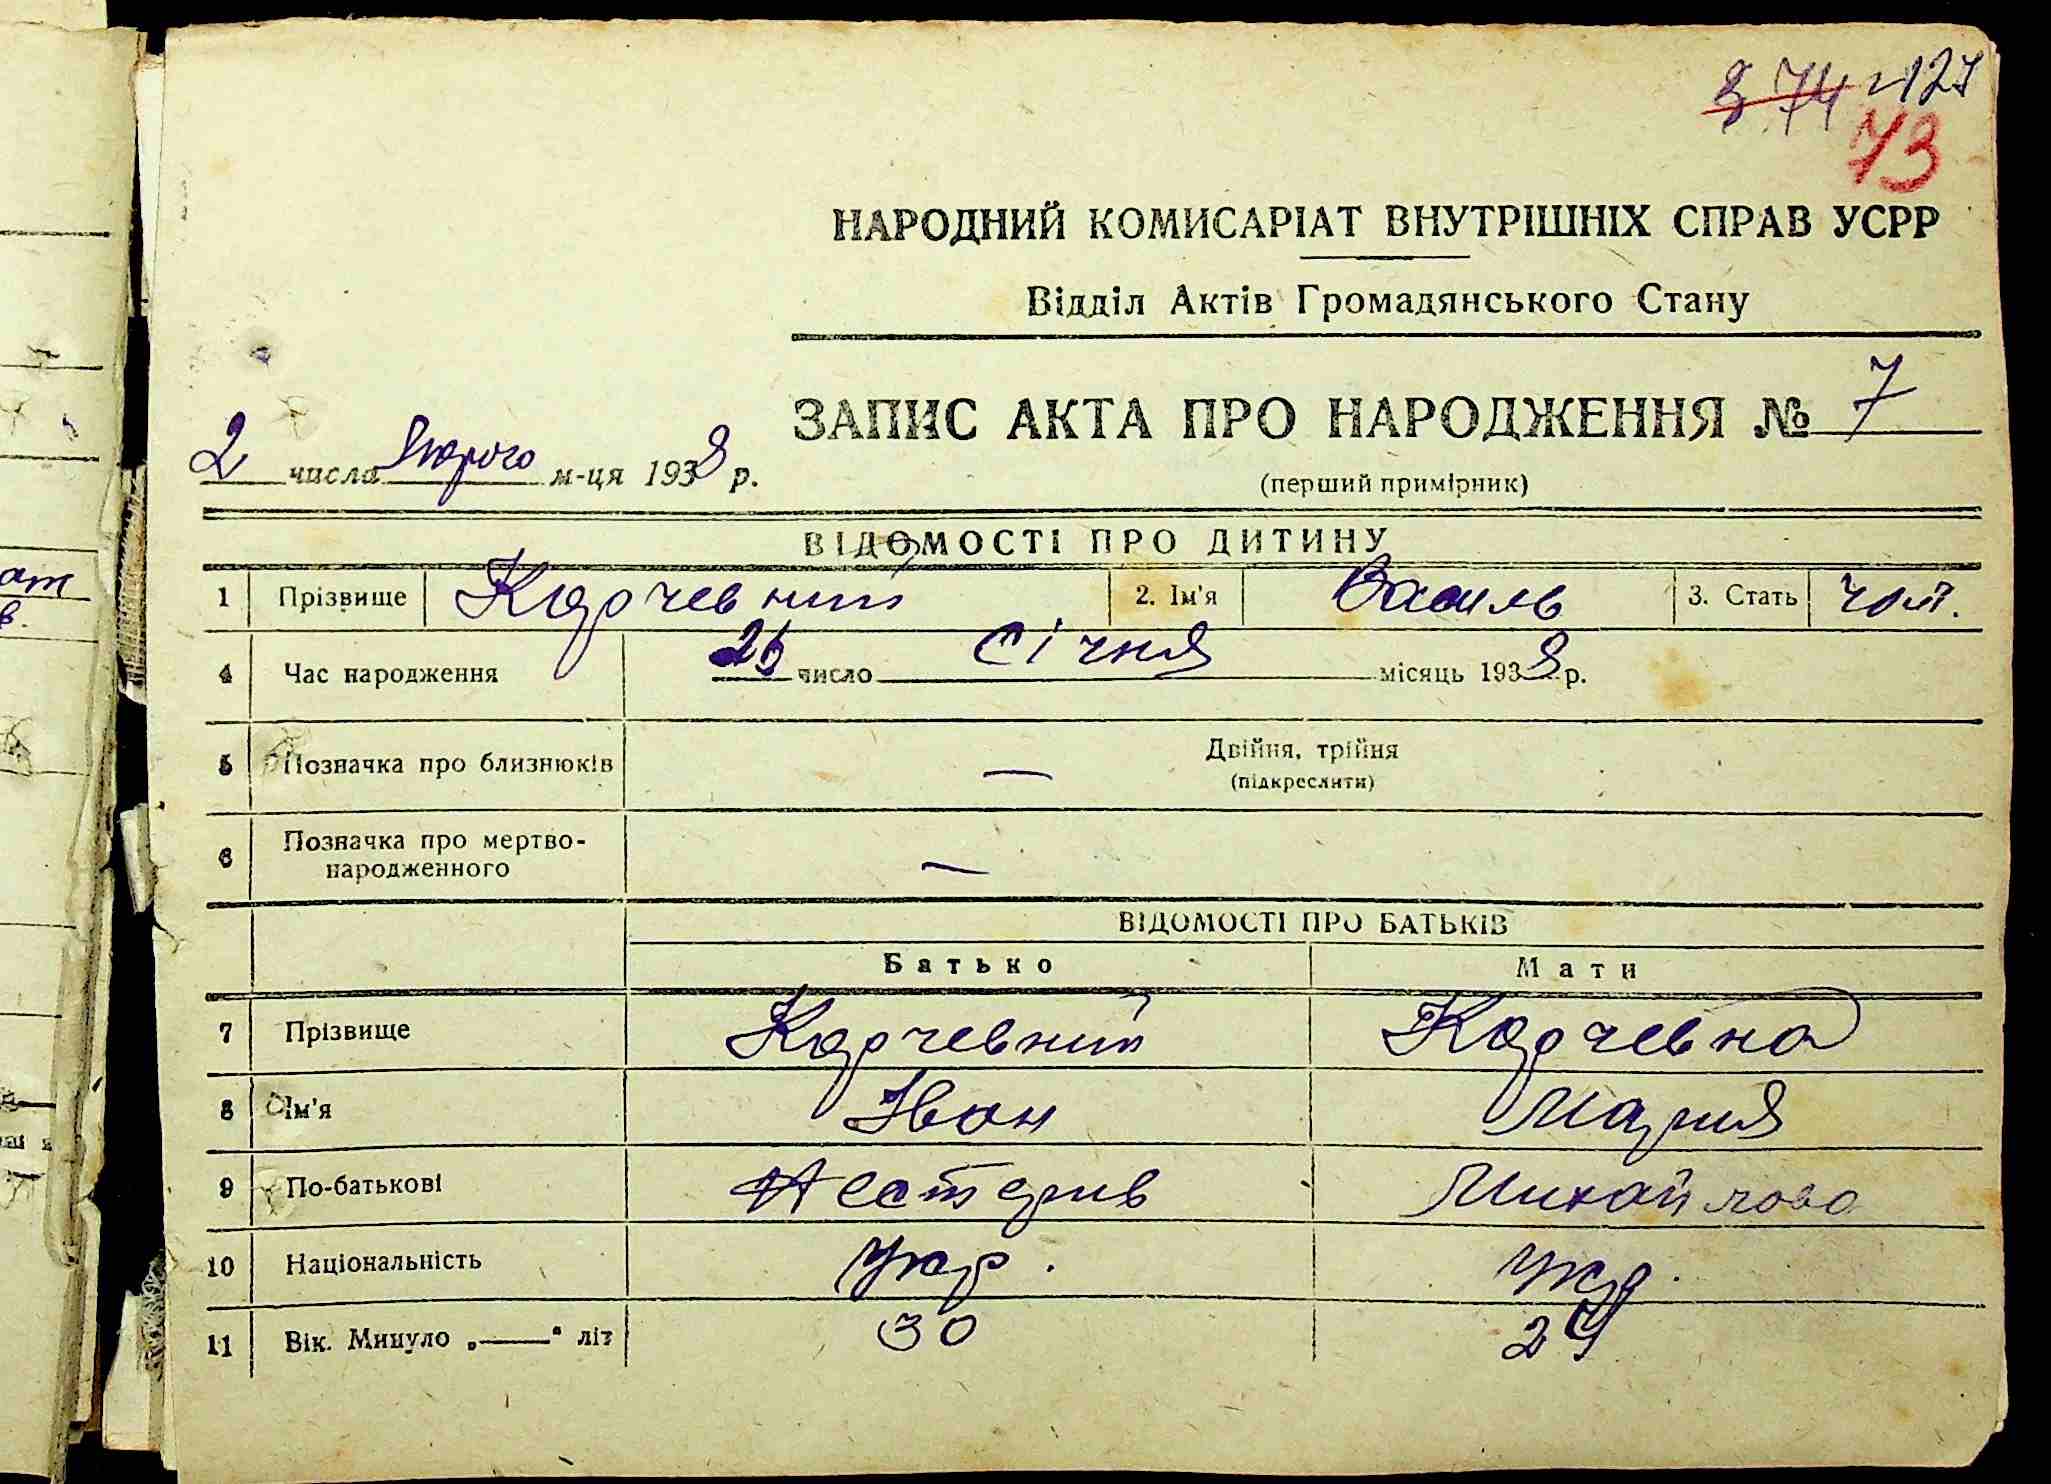 8 74 127
73
НАРОДНИЙ КОМИСАРІАТ ВНУТРІШНІХ СПРАВ УСРР
Відділ Актів Громадянського Стану
ЗАПИС АКТА ПРО НАРОДЖЕННЯ № 7
2 числа Лютого м-ця 1938 р.
(перший примірник)
ВІДОМОСТІ ПРО ДИТИНУ
1 Прізвище Корчевний 2. Ім'я Василь 3. Стать чол.
4 Час народження 26 число Січня місяць 1938 р.
5 Позначка про близнюків — Двійня, трійня
(підкреслити)
6 Позначка про мертво-
народженного —
ВІДОМОСТІ ПРО БАТЬКІВ
Батько Мати
7 Прізвище Корчевний Корчевна
8 Ім'я Іван Мария
9 По-батькові Нестерив Михайлова
10 Національність Укр. Укр.
11 Вік. Минуло „—" літ 30 24